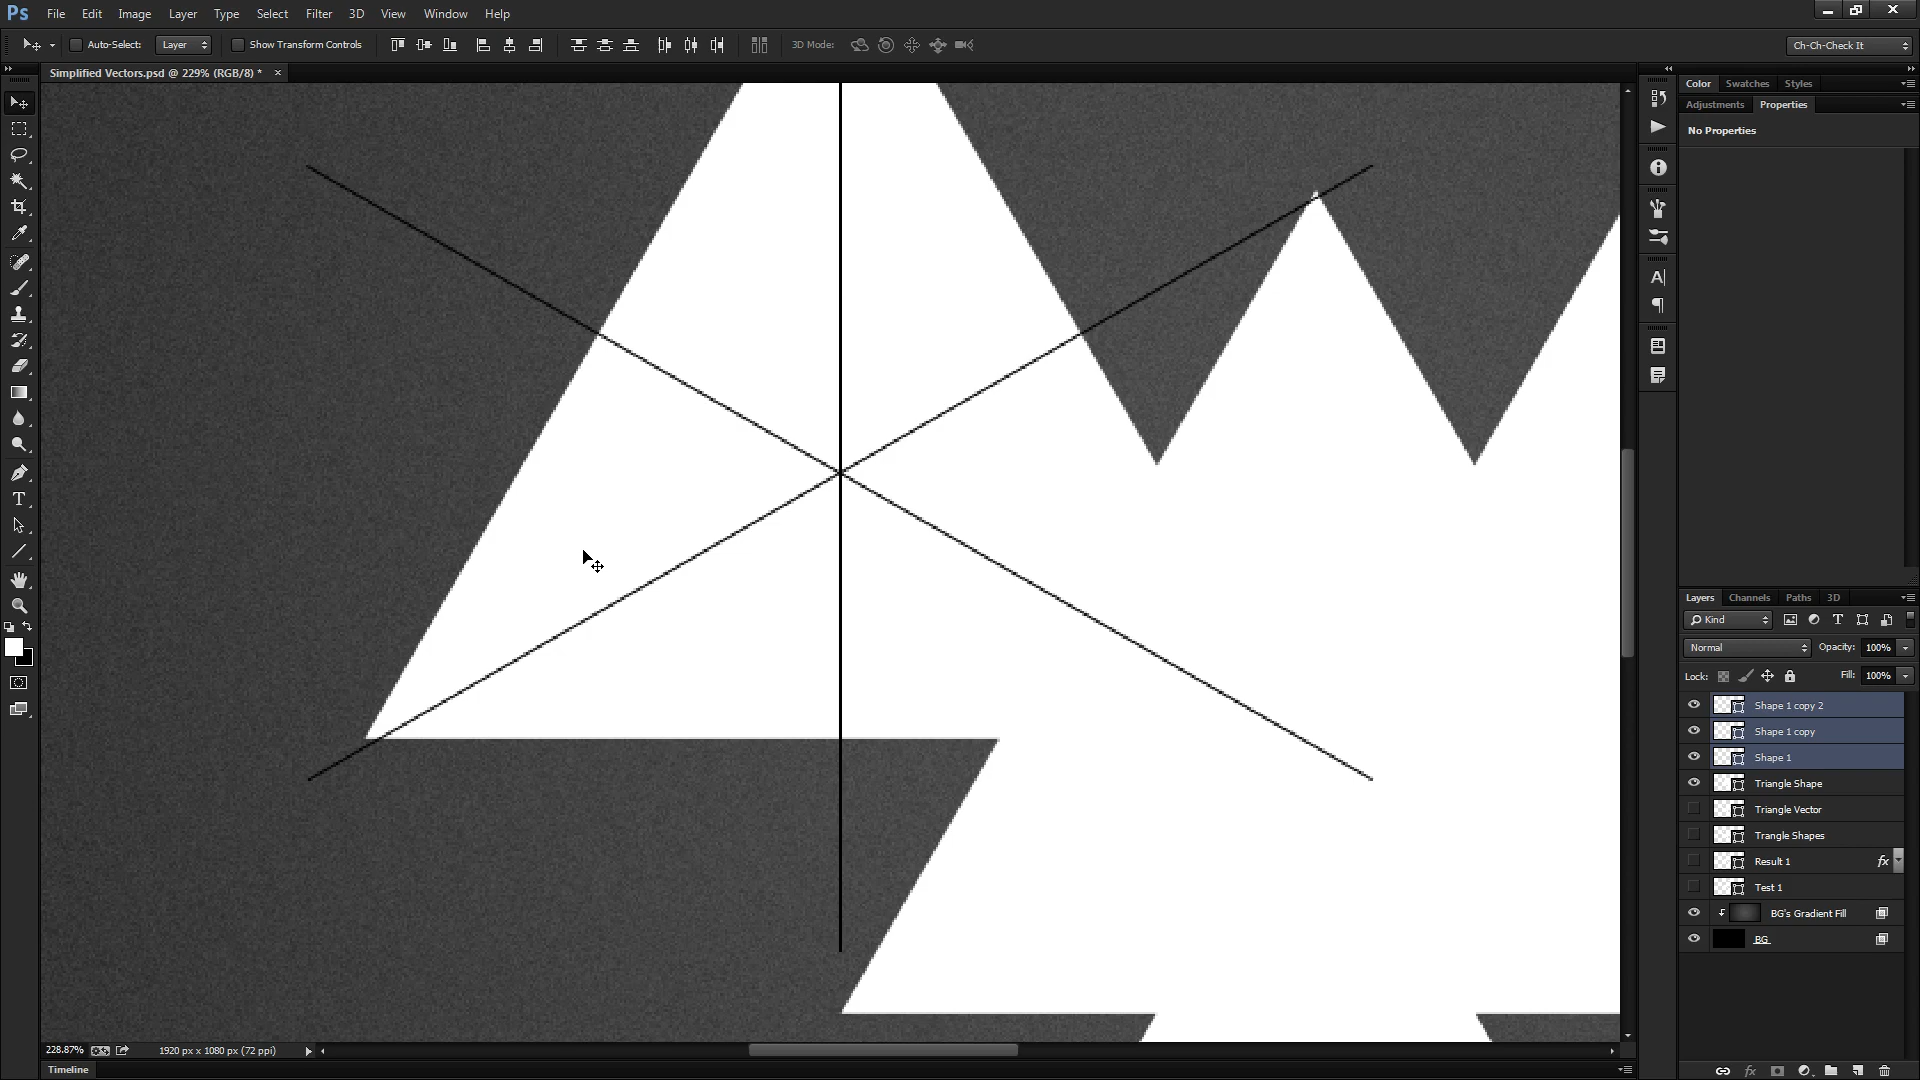 Ps File Edit Image Layer Type Select Filter 3D View Window Help
Auto-Select: Layer Show Transform Controls 3D Mode: Ch-Ch-Check It
Simplified Vectors.psd @ 229% (RGB/8) * ×
Color Swatches Styles
Adjustments Properties
No Properties
Layers Channels Paths 3D
Kind
Normal Opacity: 100%
Lock: Fill: 100%
Shape 1 copy 2
Shape 1 copy
Shape 1
Triangle Shape
Triangle Vector
Trangle Shapes
Result 1 fx
Test 1
BG's Gradient Fill
BG
228.87% 1920 px x 1080 px (72 ppi)
Timeline
fx